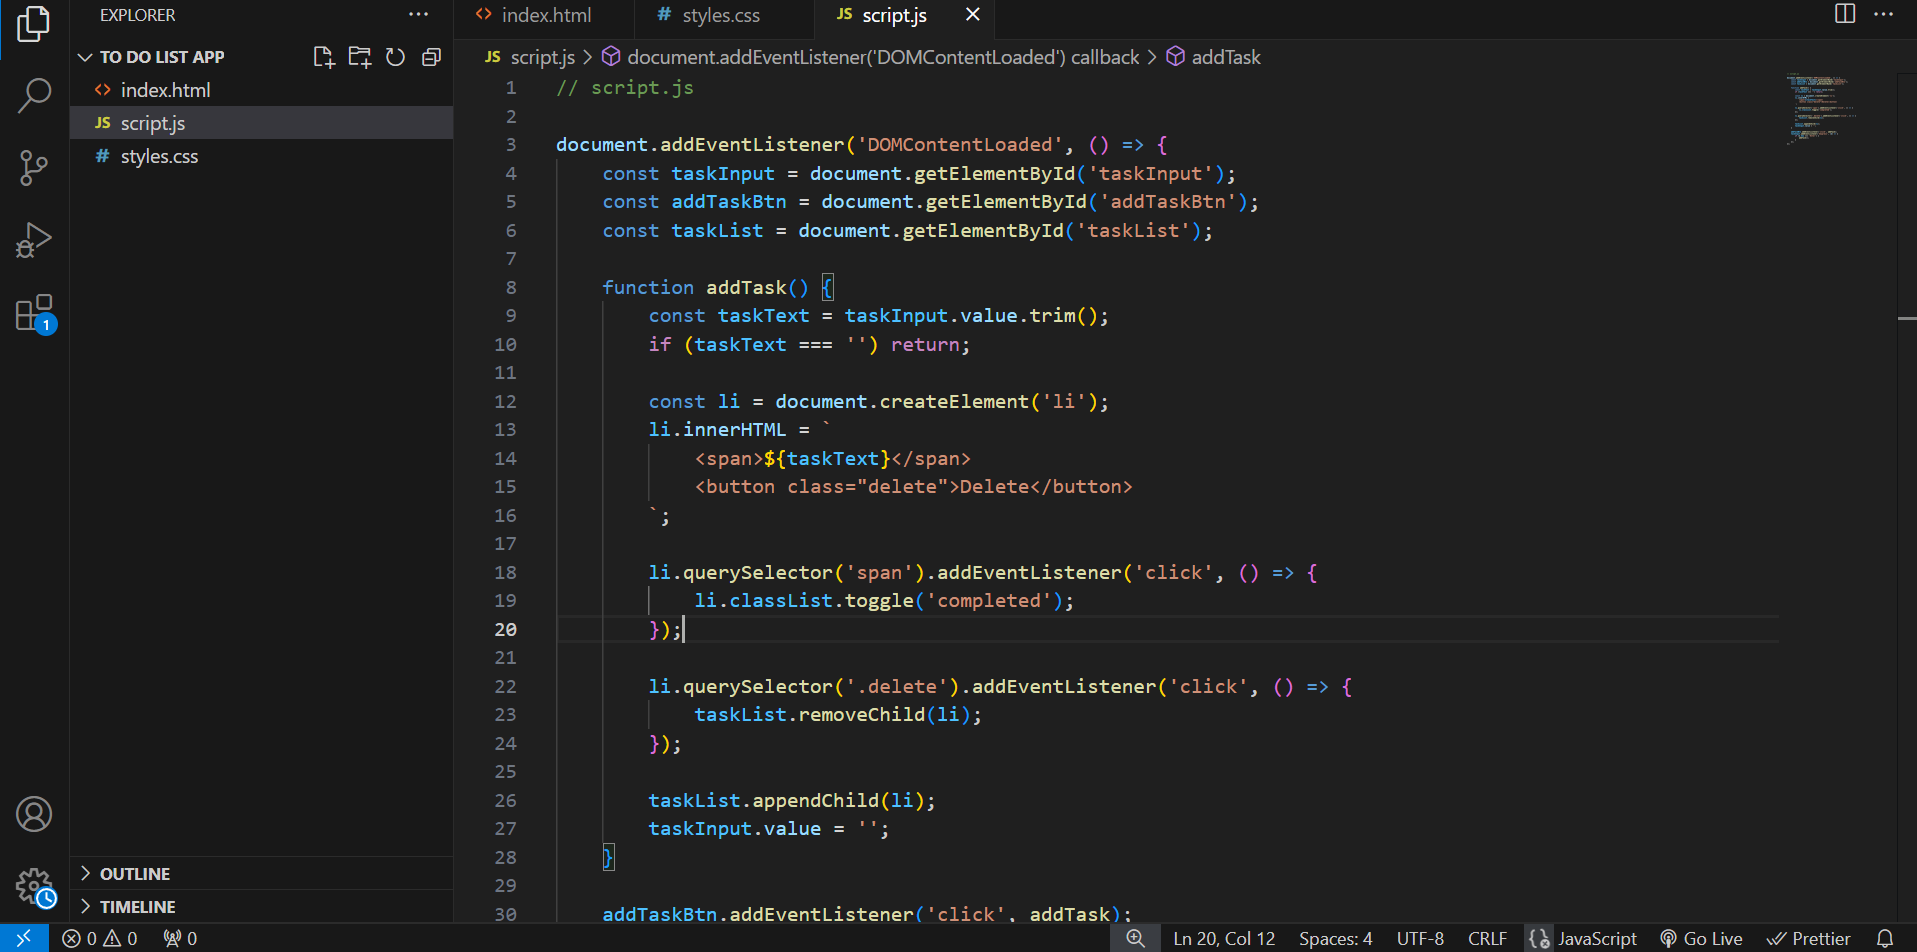 EXPLORER
TO DO LIST APP
<> index.html
JS script.js
# styles.css
OUTLINE
TIMELINE
<> index.html
# styles.css
JS script.js
JS script.js > document.addEventListener('DOMContentLoaded') callback > addTask
1 // script.js
2
3 document.addEventListener('DOMContentLoaded', () => {
4 const taskInput = document.getElementById('taskInput');
5 const addTaskBtn = document.getElementById('addTaskBtn');
6 const taskList = document.getElementById('taskList');
7
8 function addTask() {
9 const taskText = taskInput.value.trim();
10 if (taskText === '') return;
11
12 const li = document.createElement('li');
13 li.innerHTML = `
14 <span>${taskText}</span>
15 <button class="delete">Delete</button>
16 `;
17
18 li.querySelector('span').addEventListener('click', () => {
19 li.classList.toggle('completed');
20 });
21
22 li.querySelector('.delete').addEventListener('click', () => {
23 taskList.removeChild(li);
24 });
25
26 taskList.appendChild(li);
27 taskInput.value = '';
28 }
29
30 addTaskBtn.addEventListener('click', addTask);
1
0 0 0
Ln 20, Col 12 Spaces: 4 UTF-8 CRLF JavaScript Go Live Prettier